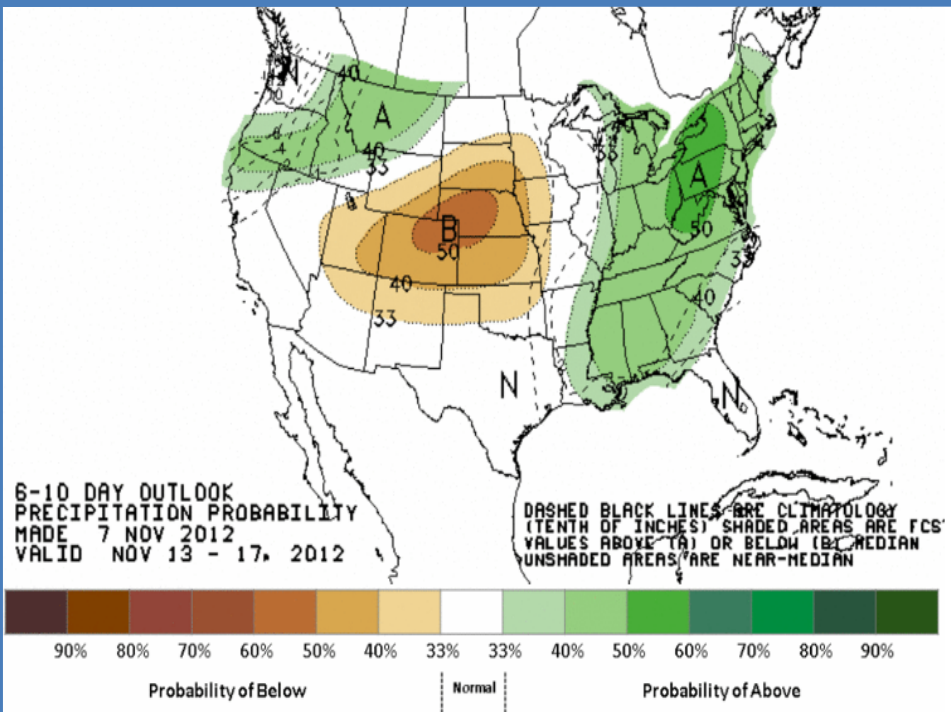 N
40
A
40
33
33
3
A
B
50
50
33
40
40
33
N
N
6-10 DAY OUTLOOK
PRECIPITATION PROBABILITY
MADE 7 NOV 2012
VALID NOV 13 - 17, 2012
DASHED BLACK LINES ARE CLIMATOLOGY
(TENTH OF INCHES) SHADED AREAS ARE FCST
VALUES ABOVE (A) OR BELOW (B) MEDIAN
UNSHADED AREAS ARE NEAR-MEDIAN
90% 80% 70% 60% 50% 40% 33% 33% 40% 50% 60% 70% 80% 90%
Probability of Below Normal Probability of Above